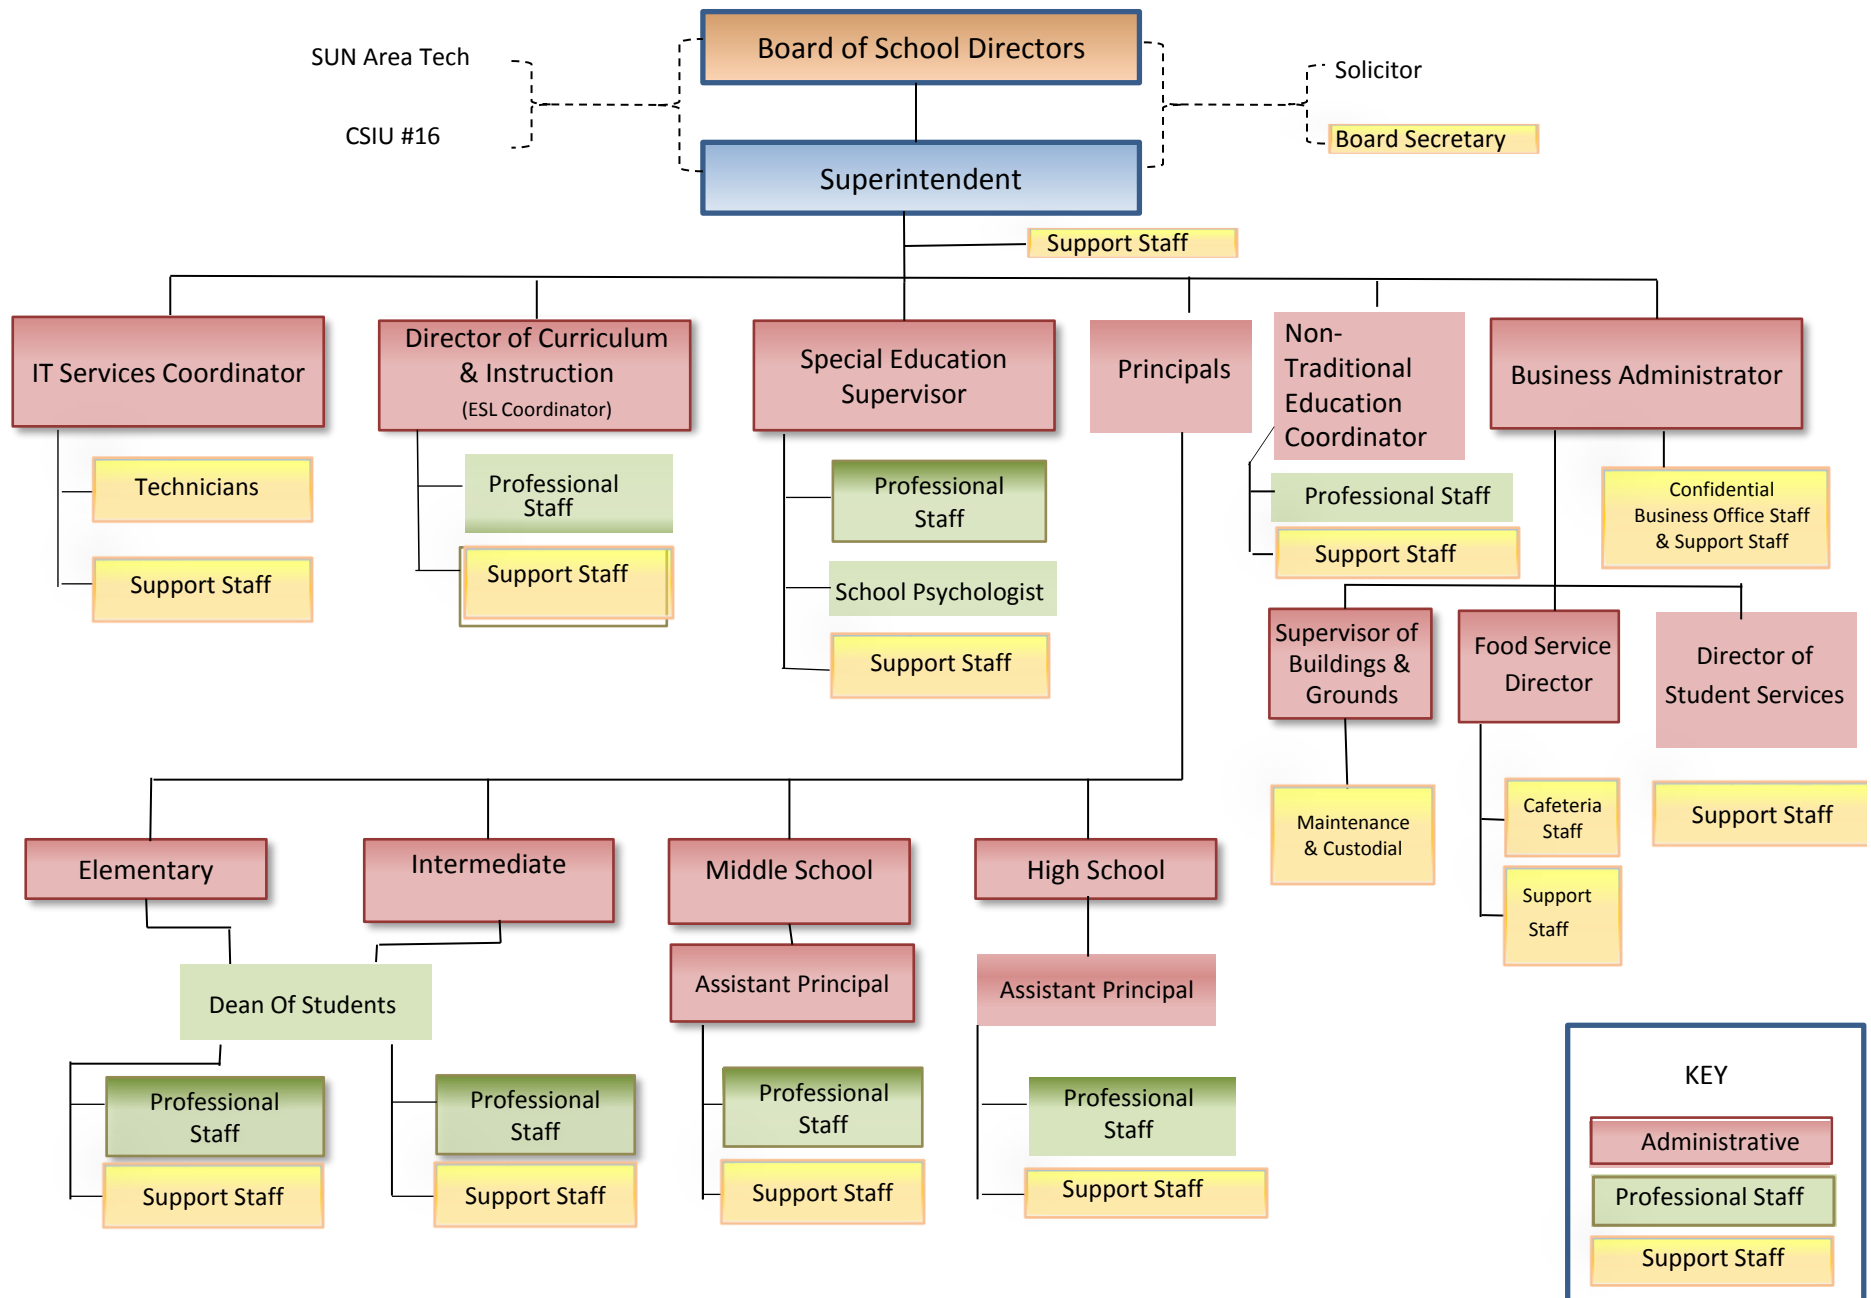 Board of School Directors
SUN Area Tech
Solicitor
CSIU #16
Board Secretary
Superintendent
Support Staff
IT Services Coordinator
Director of Curriculum
& Instruction
(ESL Coordinator)
Special Education
Supervisor
Principals
Non-
Traditional
Education
Coordinator
Business Administrator
Technicians
Support Staff
Professional
Staff
Support Staff
Professional
Staff
School Psychologist
Support Staff
Professional Staff
Support Staff
Confidential
Business Office Staff
& Support Staff
Supervisor of
Buildings &
Grounds
Food Service
Director
Director of
Student Services
Maintenance
& Custodial
Cafeteria
Staff
Support
Staff
Support Staff
Elementary
Intermediate
Middle School
High School
Dean Of Students
Assistant Principal
Assistant Principal
Professional
Staff
Support Staff
Professional
Staff
Support Staff
Professional
Staff
Support Staff
Professional
Staff
Support Staff
KEY
Administrative
Professional Staff
Support Staff